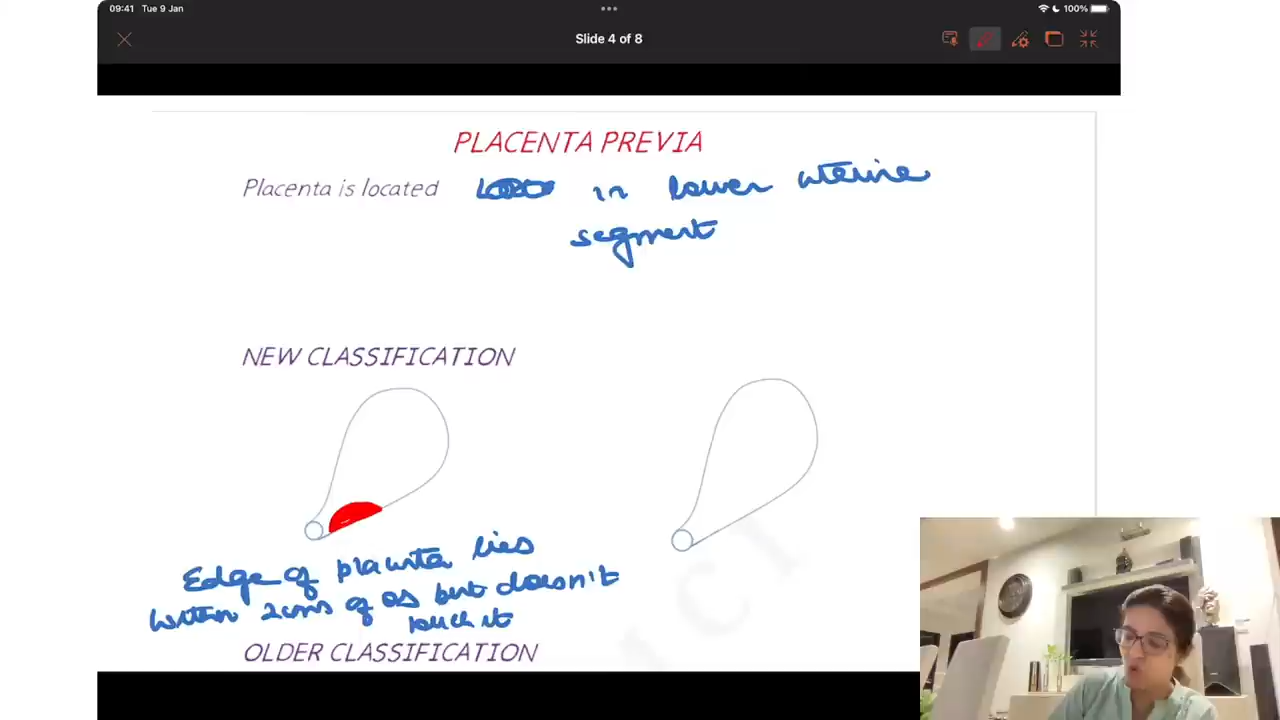 09:41 Tue 9 Jan
100%
Slide 4 of 8
PLACENTA PREVIA
Placenta is located in lower uterine
segment
NEW CLASSIFICATION
Edge of placenta lies
within 2cms of os but doesn't
touch it
OLDER CLASSIFICATION